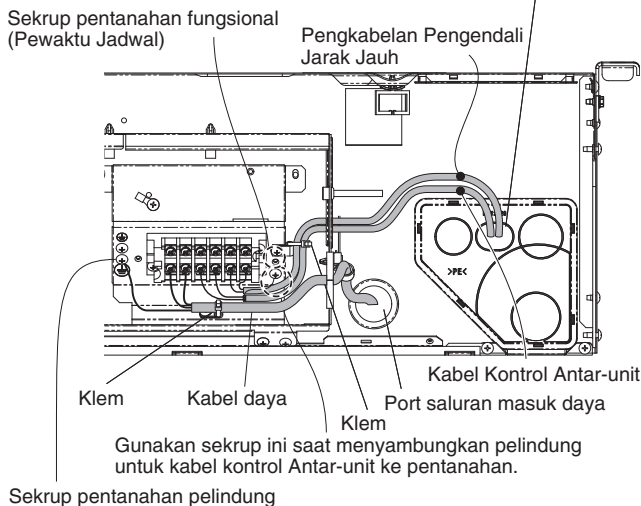 Sekrup pentanahan fungsional
(Pewaktu Jadwal)
Pengkabelan Pengendali
Jarak Jauh
>PE<
Kabel Kontrol Antar-unit
Klem
Kabel daya
Port saluran masuk daya
Klem
Gunakan sekrup ini saat menyambungkan pelindung
untuk kabel kontrol Antar-unit ke pentanahan.
Sekrup pentanahan pelindung